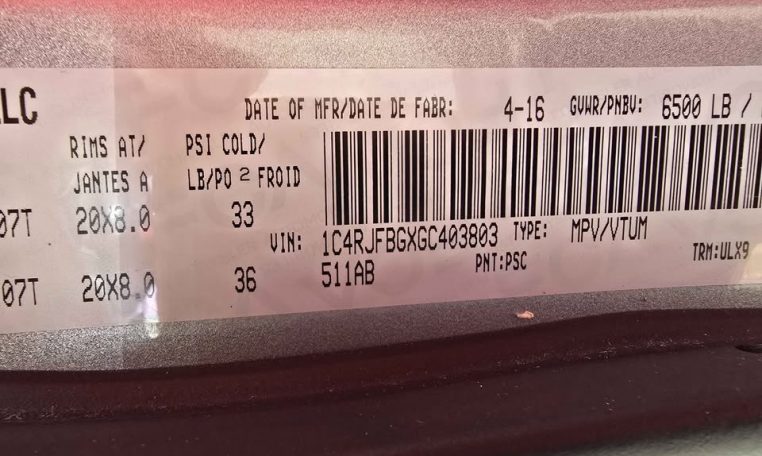 LC
DATE OF MFR/DATE DE FABR: 4-16 GVWR/PNBV: 6500 LB /
RIMS AT/ PSI COLD/
JANTES A LB/PO 2 FROID
07T 20X8.0 33
VIN: 1C4RJFBGXGC403803 TYPE: MPV/VTUM
07T 20X8.0 36 511AB PNT:PSC TRM:ULX9